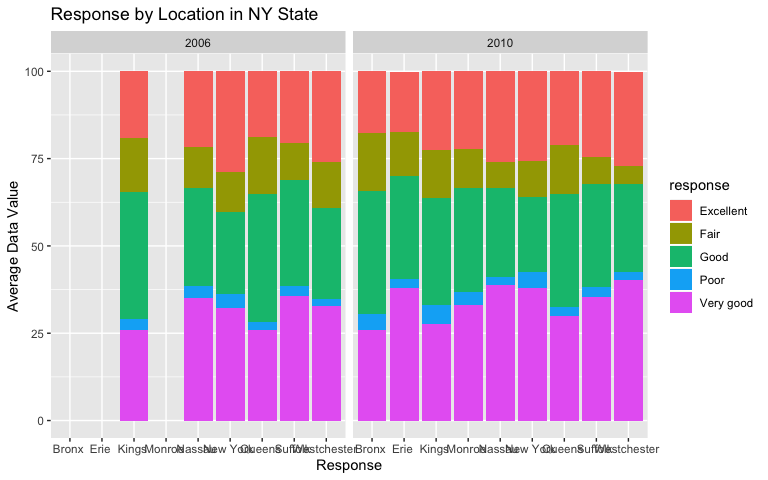 Response by Location in NY State
2006 2010
Average Data Value
100
75
50
25
0
Bronx Erie Kings Monroe Nassau New York Queens Suffolk Westchester Bronx Erie Kings Monroe Nassau New York Queens Suffolk Westchester
Response
response
Excellent
Fair
Good
Poor
Very good